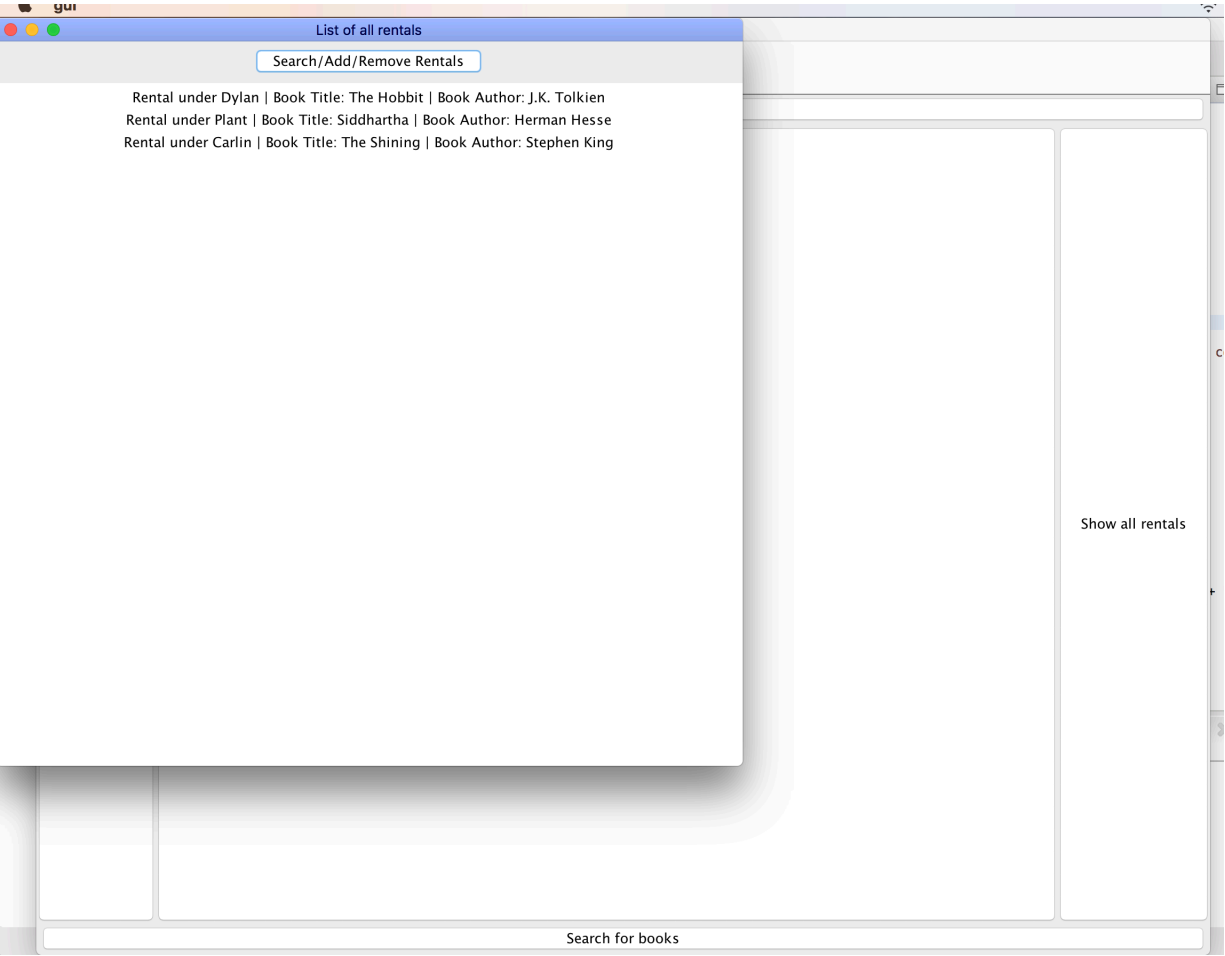 gui
List of all rentals
Search/Add/Remove Rentals
Rental under Dylan | Book Title: The Hobbit | Book Author: J.K. Tolkien
Rental under Plant | Book Title: Siddhartha | Book Author: Herman Hesse
Rental under Carlin | Book Title: The Shining | Book Author: Stephen King
Show all rentals
Search for books